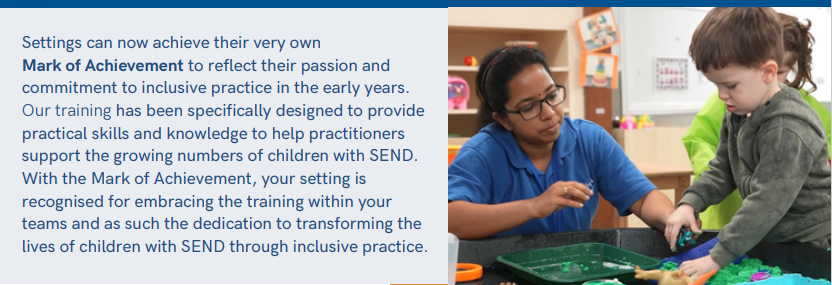 Settings can now achieve their very own
Mark of Achievement to reflect their passion and
commitment to inclusive practice in the early years.
Our training has been specifically designed to provide
practical skills and knowledge to help practitioners
support the growing numbers of children with SEND.
With the Mark of Achievement, your setting is
recognised for embracing the training within your
teams and as such the dedication to transforming the
lives of children with SEND through inclusive practice.